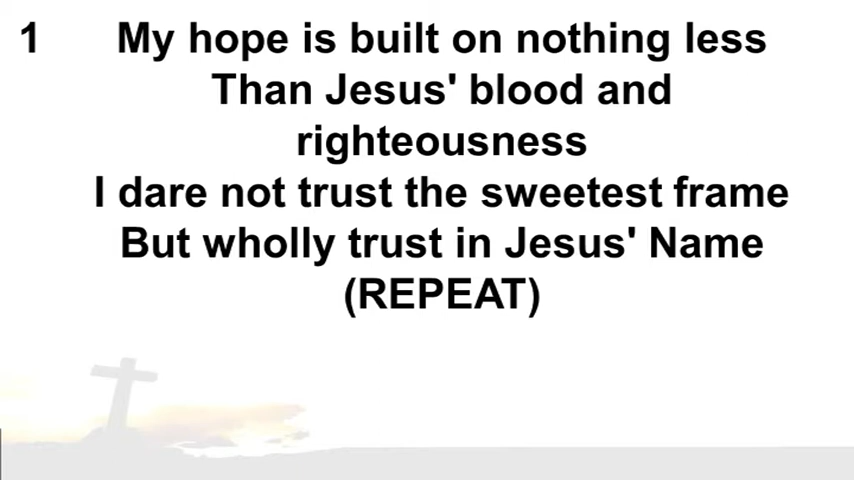 1 My hope is built on nothing less
Than Jesus' blood and
righteousness
I dare not trust the sweetest frame
But wholly trust in Jesus' Name
(REPEAT)